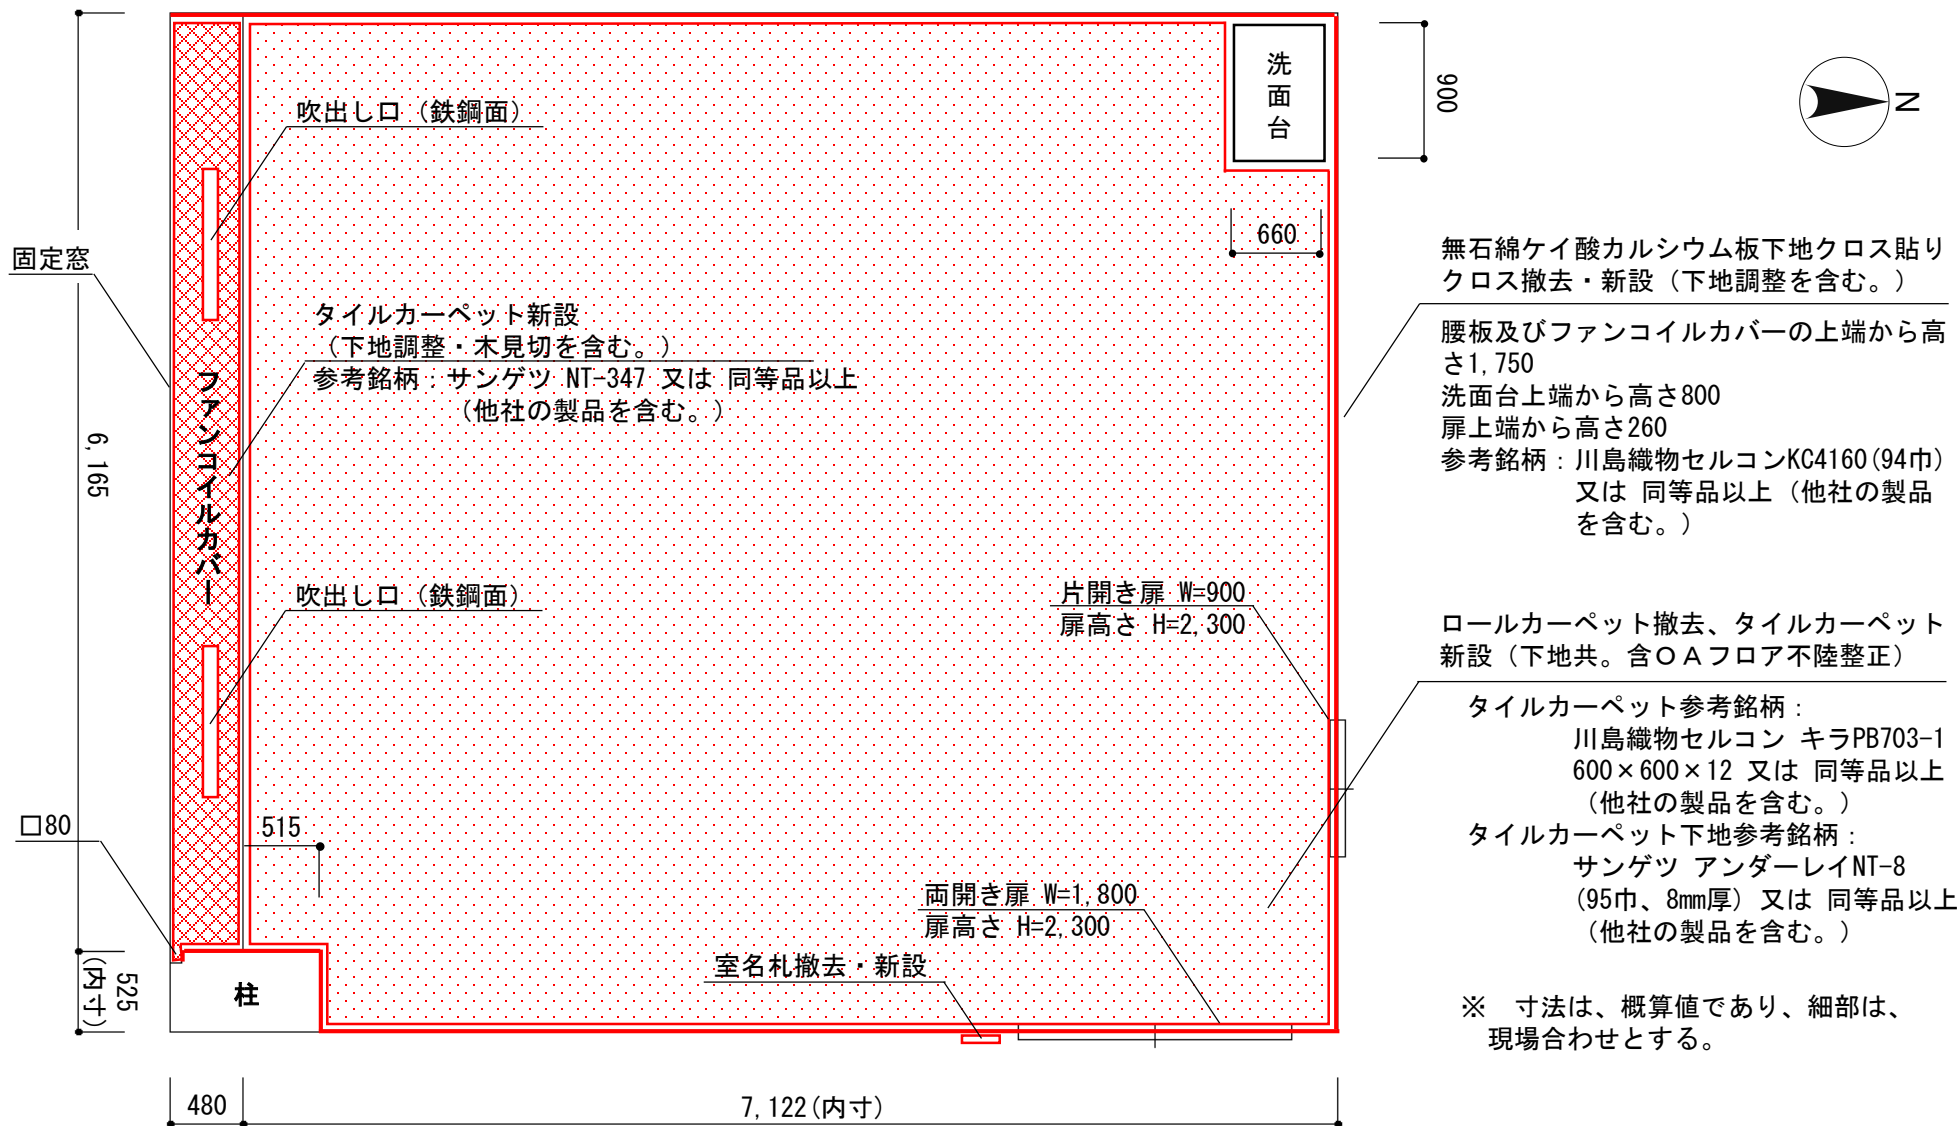 洗面台
900
N
吹出し口（鉄鋼面）
660
固定窓
無石綿ケイ酸カルシウム板下地クロス貼り
クロス撤去・新設（下地調整を含む。）
腰板及びファンコイルカバーの上端から高
さ1,750
洗面台上端から高さ800
扉上端から高さ260
参考銘柄：川島織物セルコンKC4160(94巾)
又は 同等品以上（他社の製品
を含む。）
タイルカーペット新設
（下地調整・木見切を含む。）
参考銘柄：サンゲツ NT-347 又は 同等品以上
（他社の製品を含む。）
ファンコイルカバー
6,165
吹出し口（鉄鋼面）
片開き扉 W=900
扉高さ H=2,300
ロールカーペット撤去、タイルカーペット
新設（下地共。含ＯＡフロア不陸整正）
タイルカーペット参考銘柄：
川島織物セルコン キラPB703-1
600×600×12 又は 同等品以上
（他社の製品を含む。）
タイルカーペット下地参考銘柄：
サンゲツ アンダーレイNT-8
(95巾、8mm厚) 又は 同等品以上
（他社の製品を含む。）
□80
515
両開き扉 W=1,800
扉高さ H=2,300
室名札撤去・新設
525
(内寸)
柱
※　寸法は、概算値であり、細部は、
現場合わせとする。
480
7,122(内寸)